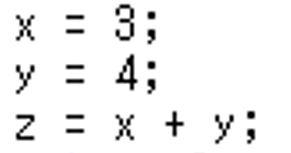 x = 3;
y = 4;
z = x + y;